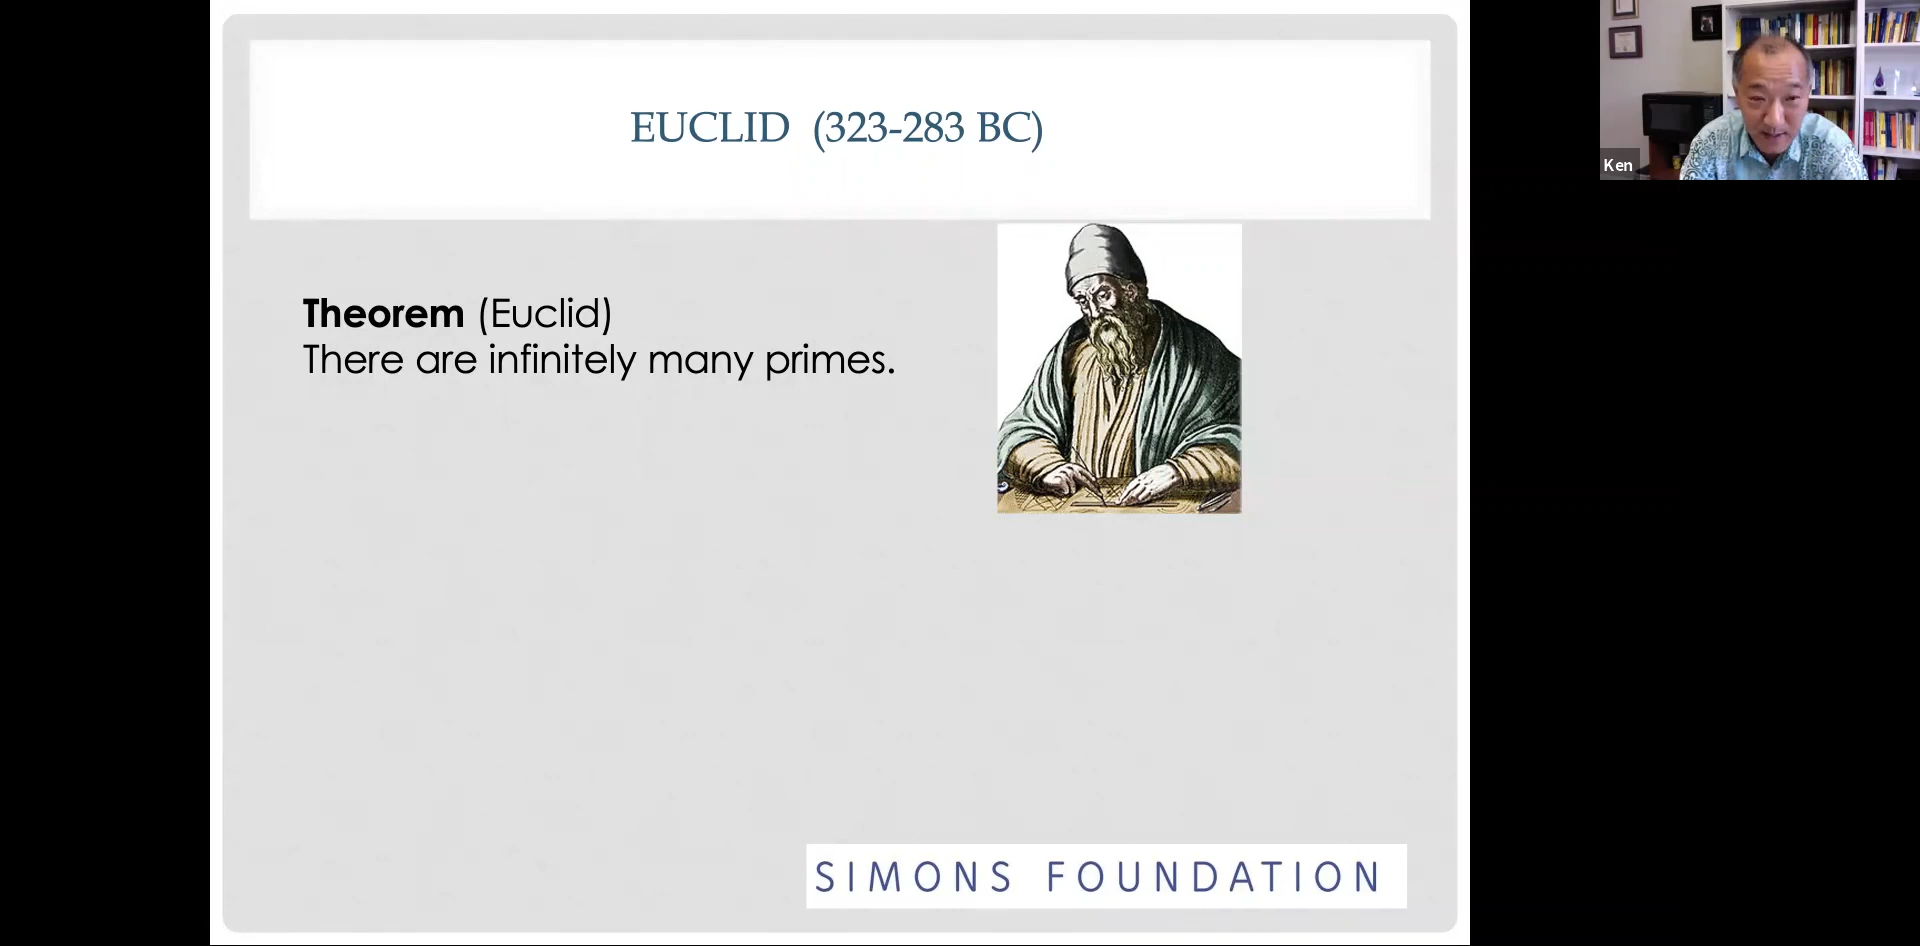 EUCLID (323-283 BC)
Theorem (Euclid)
There are infinitely many primes.
SIMONS FOUNDATION
Ken